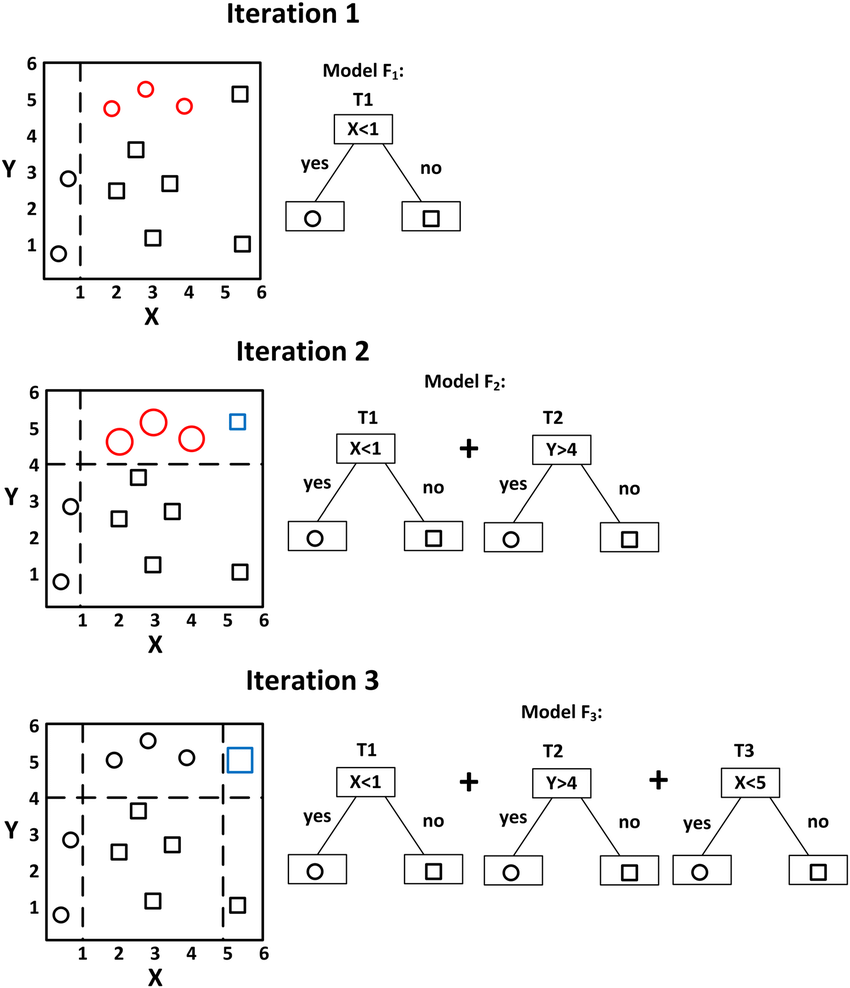 Iteration 1
Model F₁:
T1
X<1
yes
no
6
5
4
3
2
1
Y
1 2 3 4 5 6
X
Iteration 2
Model F₂:
T1
T2
X<1
+
Y>4
yes
no
yes
no
6
5
4
3
2
1
Y
1 2 3 4 5 6
X
Iteration 3
Model F₃:
T1
T2
T3
X<1
+
Y>4
+
X<5
yes
no
yes
no
yes
no
6
5
4
3
2
1
Y
1 2 3 4 5 6
X